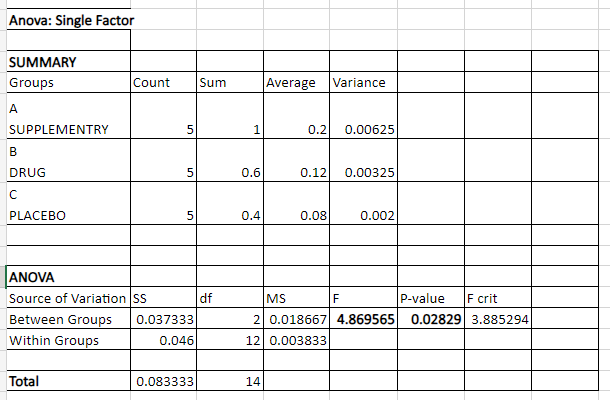 Anova: Single Factor
SUMMARY
Groups Count Sum Average Variance
A
SUPPLEMENTRY 5 1 0.2 0.00625
B
DRUG 5 0.6 0.12 0.00325
C
PLACEBO 5 0.4 0.08 0.002
ANOVA
Source of Variation SS df MS F P-value F crit
Between Groups 0.037333 2 0.018667 4.869565 0.02829 3.885294
Within Groups 0.046 12 0.003833
Total 0.083333 14